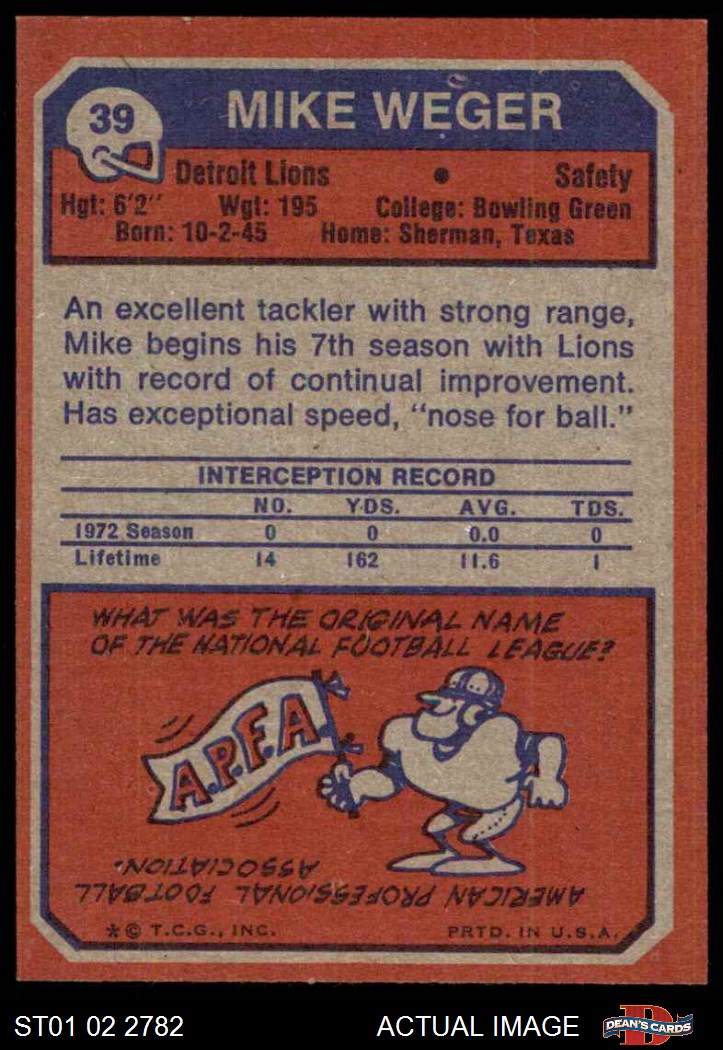 39
MIKE WEGER
Detroit Lions • Safety
Hgt: 6'2" Wgt: 195 College: Bowling Green
Born: 10-2-45 Home: Sherman, Texas
An excellent tackler with strong range,
Mike begins his 7th season with Lions
with record of continual improvement.
Has exceptional speed, "nose for ball."
INTERCEPTION RECORD
NO. YDS. AVG. TDS.
1972 Season 0 0 0.0 0
Lifetime 14 162 11.6 1
WHAT WAS THE ORIGINAL NAME
OF THE NATIONAL FOOTBALL LEAGUE?
A.P.F.A.
AMERICAN PROFESSIONAL FOOTBALL
ASSOCIATION.
* © T.C.G., INC. PRTD. IN U.S.A.
ST01 02 2782 ACTUAL IMAGE D DEAN'S CARDS